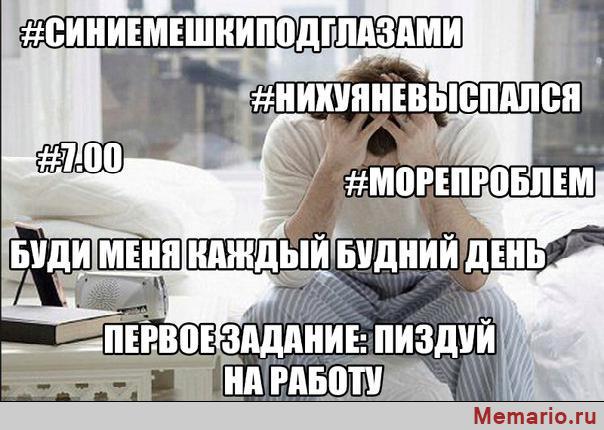 #СИНИЕМЕШКИПОДГЛАЗАМИ
#НИХУЯНЕВЫСПАЛСЯ
#7.00
#МОРЕПРОБЛЕМ
БУДИ МЕНЯ КАЖДЫЙ БУДНИЙ ДЕНЬ
ПЕРВОЕ ЗАДАНИЕ: ПИЗДУЙ
НА РАБОТУ
Memario.ru